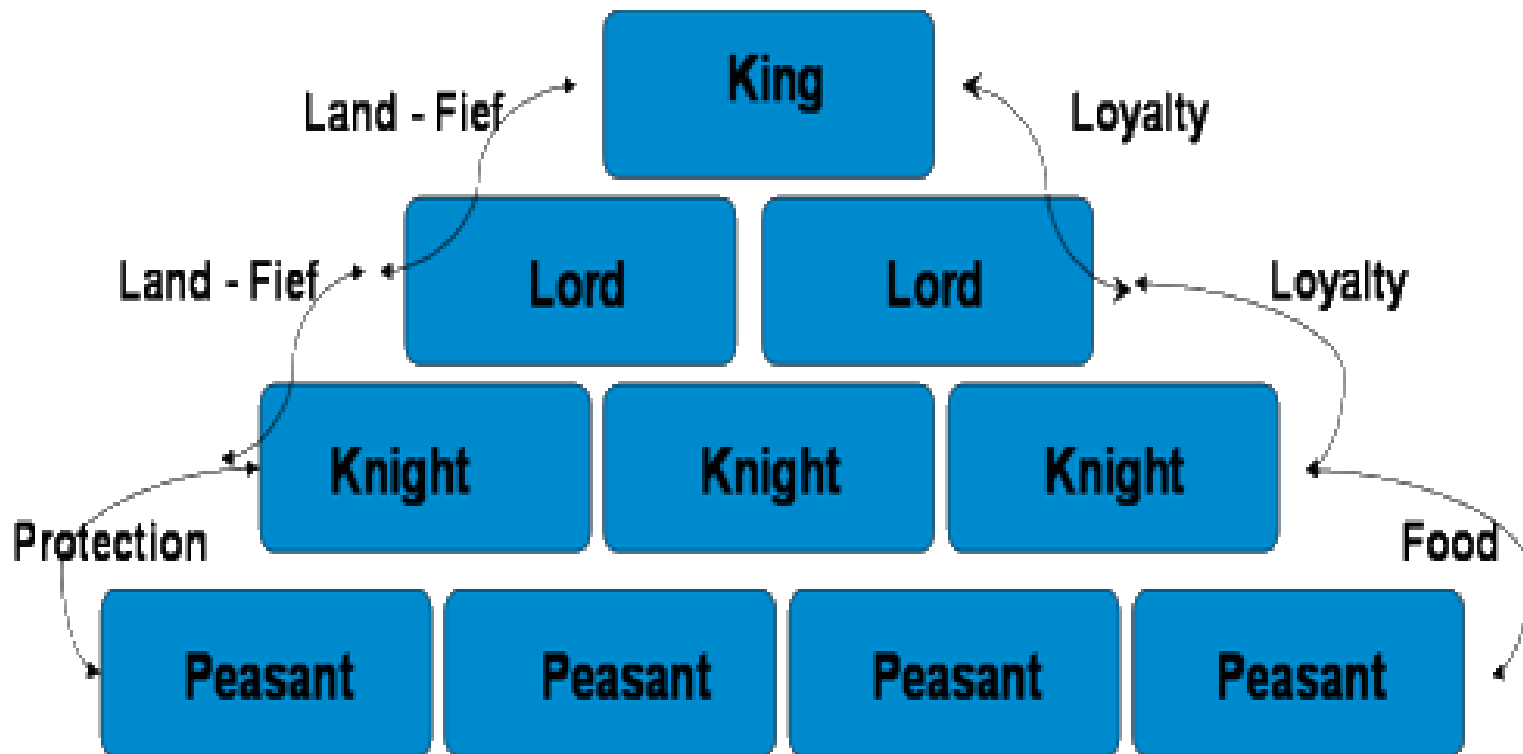 King
Land - Fief
Loyalty
Lord
Lord
Land - Fief
Loyalty
Knight
Knight
Knight
Protection
Food
Peasant
Peasant
Peasant
Peasant